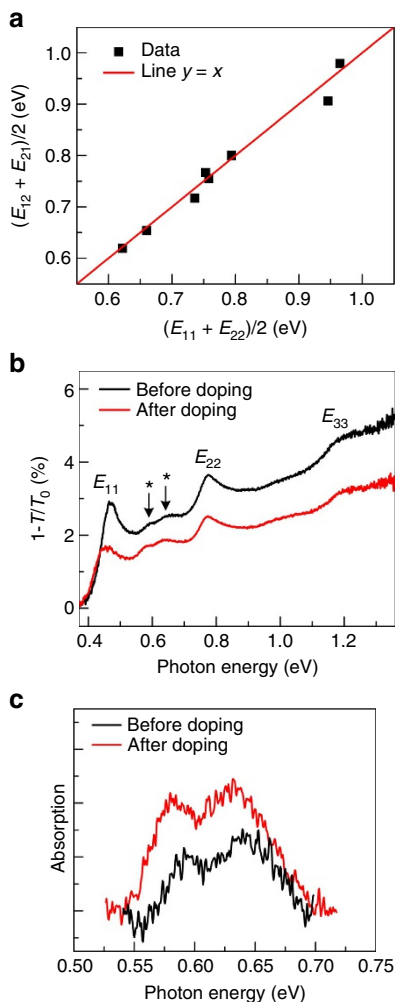 a
Data
Line y = x
(E12 + E21)/2 (eV)
1.0
0.9
0.8
0.7
0.6
0.6 0.7 0.8 0.9 1.0
(E11 + E22)/2 (eV)
b
Before doping
After doping
E11
* *
E22
E33
1-T/T0 (%)
6
4
2
0
0.4 0.6 0.8 1.0 1.2
Photon energy (eV)
c
Before doping
After doping
Absorption
0.50 0.55 0.60 0.65 0.70 0.75
Photon energy (eV)